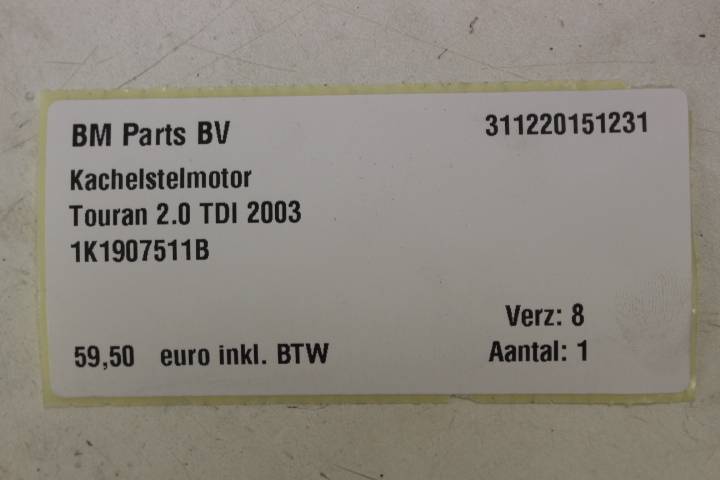 BM Parts BV 311220151231
Kachelstelmotor
Touran 2.0 TDI 2003
1K1907511B
Verz: 8
59,50 euro inkl. BTW Aantal: 1